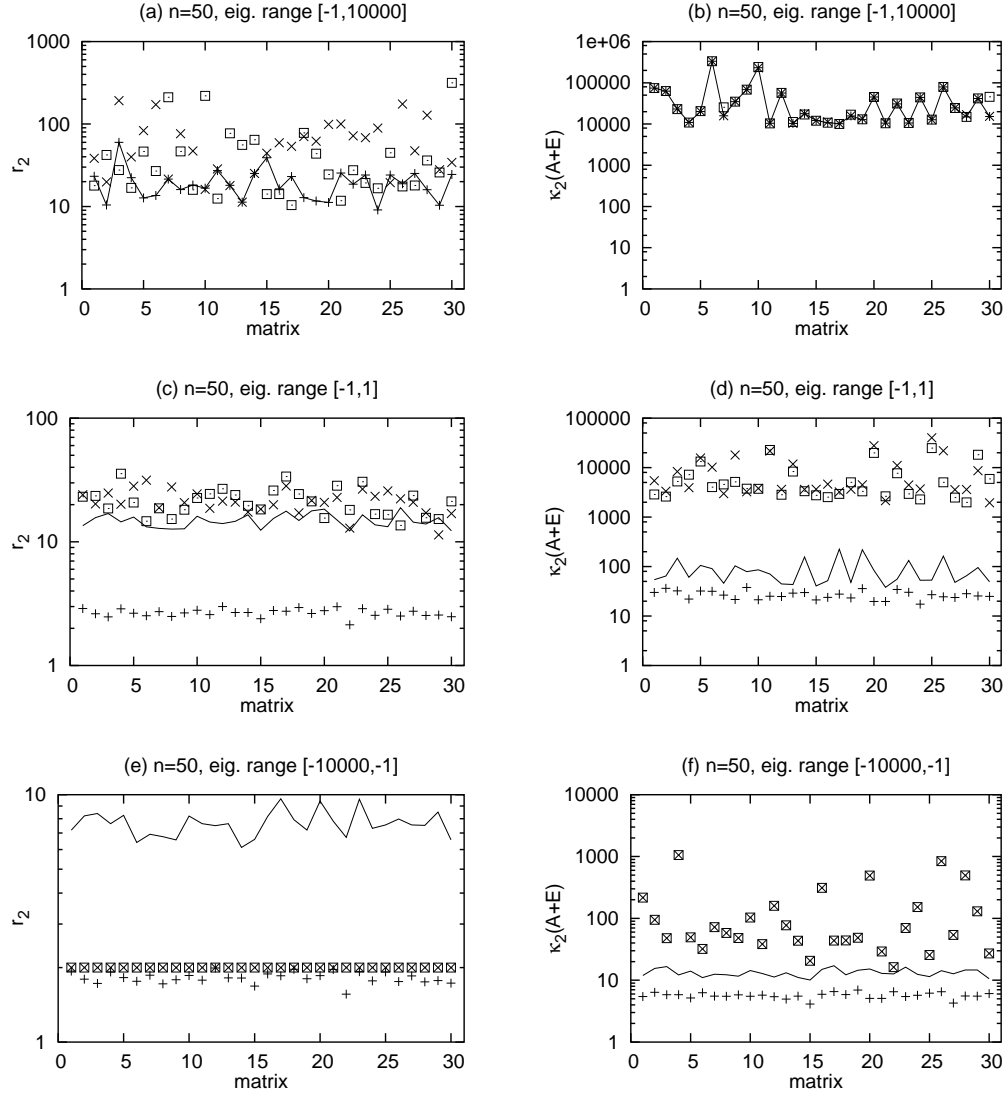 (a) n=50, eig. range [-1,10000]
1000
100
10
1
r2
0 5 10 15 20 25 30
matrix
(b) n=50, eig. range [-1,10000]
1e+06
100000
10000
1000
100
10
1
κ2(A+E)
0 5 10 15 20 25 30
matrix
(c) n=50, eig. range [-1,1]
100
10
1
r2
0 5 10 15 20 25 30
matrix
(d) n=50, eig. range [-1,1]
100000
10000
1000
100
10
1
κ2(A+E)
0 5 10 15 20 25 30
matrix
(e) n=50, eig. range [-10000,-1]
10
1
r2
0 5 10 15 20 25 30
matrix
(f) n=50, eig. range [-10000,-1]
10000
1000
100
10
1
κ2(A+E)
0 5 10 15 20 25 30
matrix